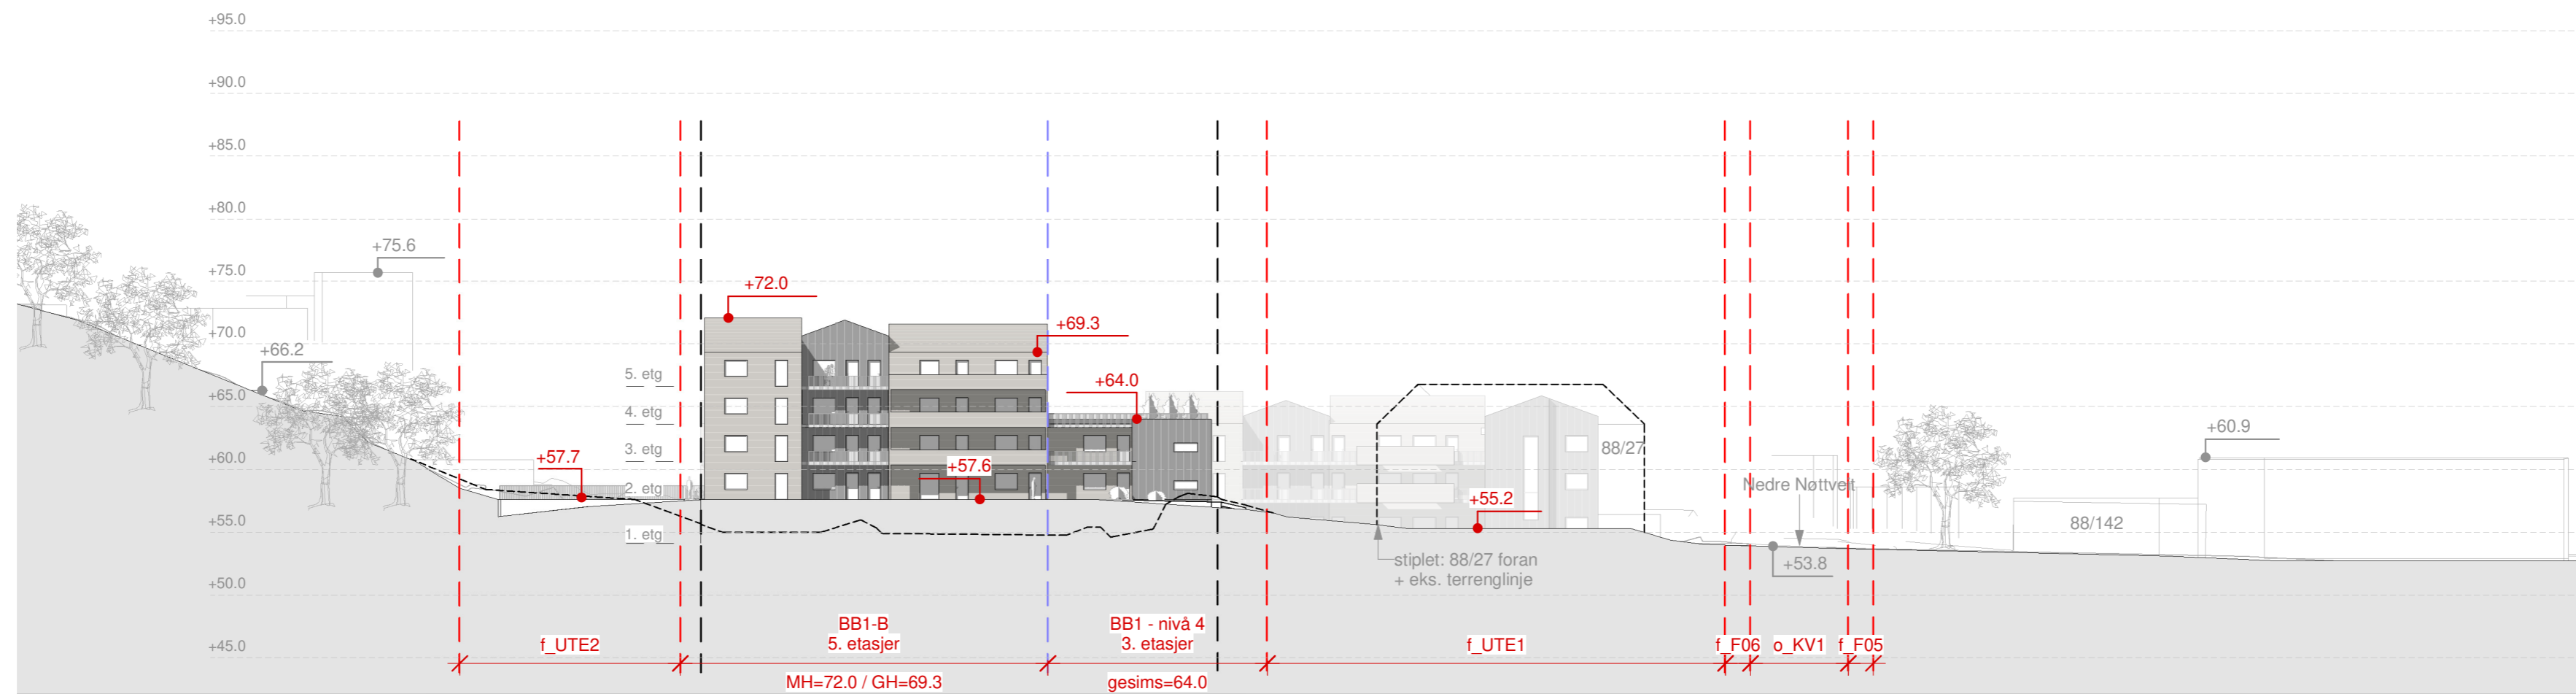 +95.0
+90.0
+85.0
+80.0
+75.0
+70.0
+65.0
+60.0
+55.0
+50.0
+45.0
+75.6
+66.2
+57.7
5. etg
4. etg
3. etg
2. etg
1. etg
+72.0
+69.3
+64.0
+57.6
+55.2
88/27
stiplet: 88/27 foran
+ eks. terrenglinje
Nedre Nøttveit
+53.8
88/142
+60.9
f_UTE2
BB1-B
5. etasjer
BB1 - nivå 4
3. etasjer
f_UTE1
f_F06
o_KV1
f_F05
MH=72.0 / GH=69.3
gesims=64.0